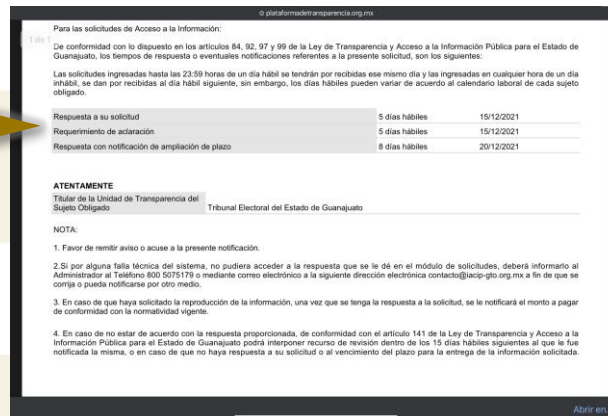 plataformadetransparencia.org.mx
1 de 1
Para las solicitudes de Acceso a la Información:
De conformidad con lo dispuesto en los artículos 84, 92, 97 y 99 de la Ley de Transparencia y Acceso a la Información Pública para el Estado de
Guanajuato, los tiempos de respuesta o eventuales notificaciones referentes a la presente solicitud, son los siguientes:
Las solicitudes ingresadas hasta las 23:59 horas de un día hábil se tendrán por recibidas ese mismo día y las ingresadas en cualquier hora de un día
inhábil, se dan por recibidas al día hábil siguiente, sin embargo, los días hábiles pueden variar de acuerdo al calendario laboral de cada sujeto
obligado.
Respuesta a su solicitud 5 días hábiles 15/12/2021
Requerimiento de aclaración 5 días hábiles 15/12/2021
Respuesta con notificación de ampliación de plazo 8 días hábiles 20/12/2021
ATENTAMENTE
Titular de la Unidad de Transparencia del
Sujeto Obligado Tribunal Electoral del Estado de Guanajuato
NOTA:
1. Favor de remitir aviso o acuse a la presente notificación.
2.Si por alguna falla técnica del sistema, no pudiera acceder a la respuesta que se le dé en el módulo de solicitudes, deberá informarlo al
Administrador al Teléfono 800 5075179 o mediante correo electrónico a la siguiente dirección electrónica contacto@iacip-gto.org.mx a fin de que se
corrija o pueda notificarse por otro medio.
3. En caso de que haya solicitado la reproducción de la información, una vez que se tenga la respuesta a la solicitud, se le notificará el monto a pagar
de conformidad con la normatividad vigente.
4. En caso de no estar de acuerdo con la respuesta proporcionada, de conformidad con el artículo 141 de la Ley de Transparencia y Acceso a la
Información Pública para el Estado de Guanajuato podrá interponer recurso de revisión dentro de los 15 días hábiles siguientes al que le fue
notificada la misma, o en caso de que no haya respuesta a su solicitud o al vencimiento del plazo para la entrega de la información solicitada.
Abrir en